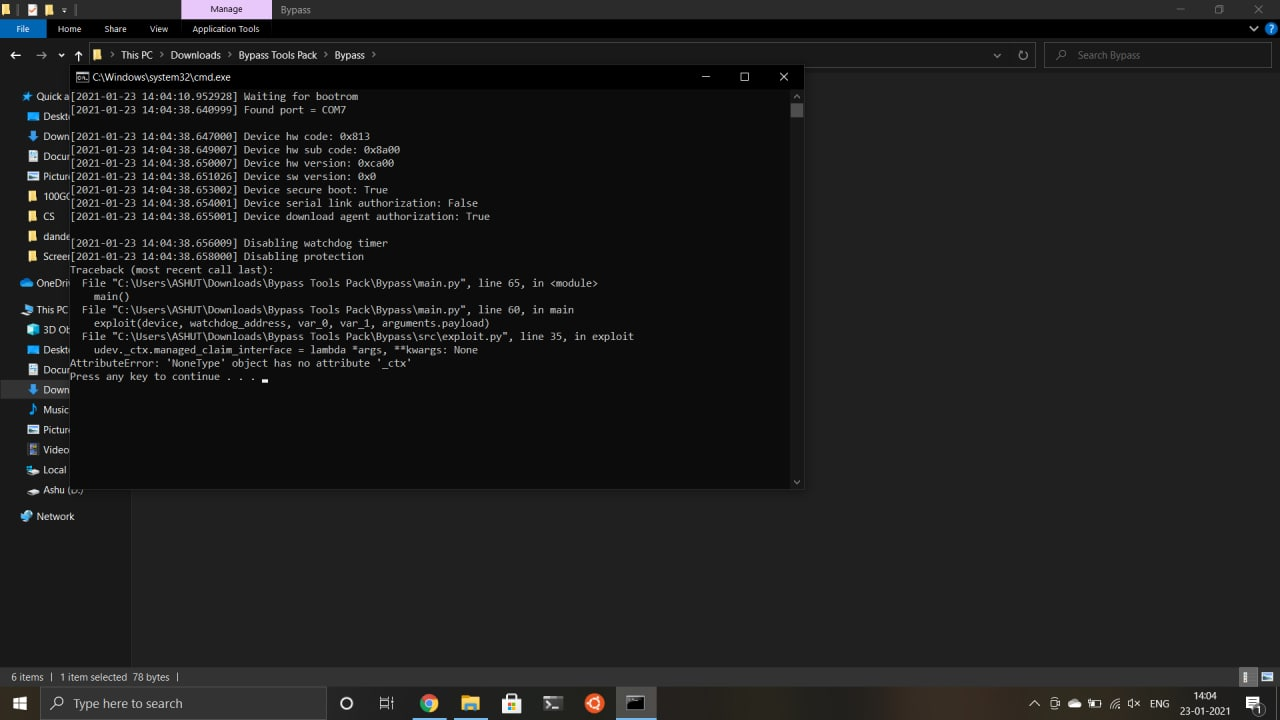 Manage
Bypass
File
Home
Share
View
Application Tools
This PC
Downloads
Bypass Tools Pack
Bypass
Search Bypass
C:\Windows\system32\cmd.exe
[2021-01-23 14:04:10.952928] Waiting for bootrom
[2021-01-23 14:04:38.640999] Found port = COM7
[2021-01-23 14:04:38.647000] Device hw code: 0x813
[2021-01-23 14:04:38.649007] Device hw sub code: 0x8a00
[2021-01-23 14:04:38.650007] Device hw version: 0xca00
[2021-01-23 14:04:38.651026] Device sw version: 0x0
[2021-01-23 14:04:38.653002] Device secure boot: True
[2021-01-23 14:04:38.654001] Device serial link authorization: False
[2021-01-23 14:04:38.655001] Device download agent authorization: True
[2021-01-23 14:04:38.656009] Disabling watchdog timer
[2021-01-23 14:04:38.658000] Disabling protection
Traceback (most recent call last):
File "C:\Users\ASHUT\Downloads\Bypass Tools Pack\Bypass\main.py", line 65, in <module>
main()
File "C:\Users\ASHUT\Downloads\Bypass Tools Pack\Bypass\main.py", line 60, in main
exploit(device, watchdog_address, var_0, var_1, arguments.payload)
File "C:\Users\ASHUT\Downloads\Bypass Tools Pack\Bypass\src\exploit.py", line 35, in exploit
udev._ctx.managed_claim_interface = lambda *args, **kwargs: None
AttributeError: 'NoneType' object has no attribute '_ctx'
Press any key to continue . . .
Quick a
Deskt
Down
Docur
Picture
100GO
CS
dande
Screer
OneDriv
This PC
3D Ob
Deskt
Docur
Down
Music
Picture
Video
Local
Ashu (D:)
Network
6 items
1 item selected 78 bytes
Type here to search
ENG
14:04
23-01-2021
1